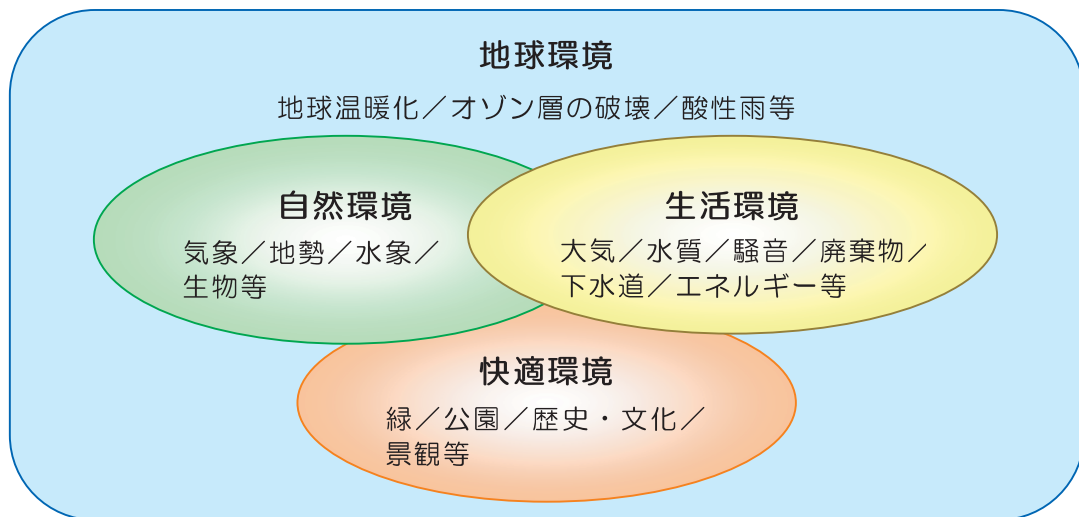 地球環境
地球温暖化／オゾン層の破壊／酸性雨等
自然環境
気象／地勢／水象／
生物等
生活環境
大気／水質／騒音／廃棄物／
下水道／エネルギー等
快適環境
緑／公園／歴史・文化／
景観等